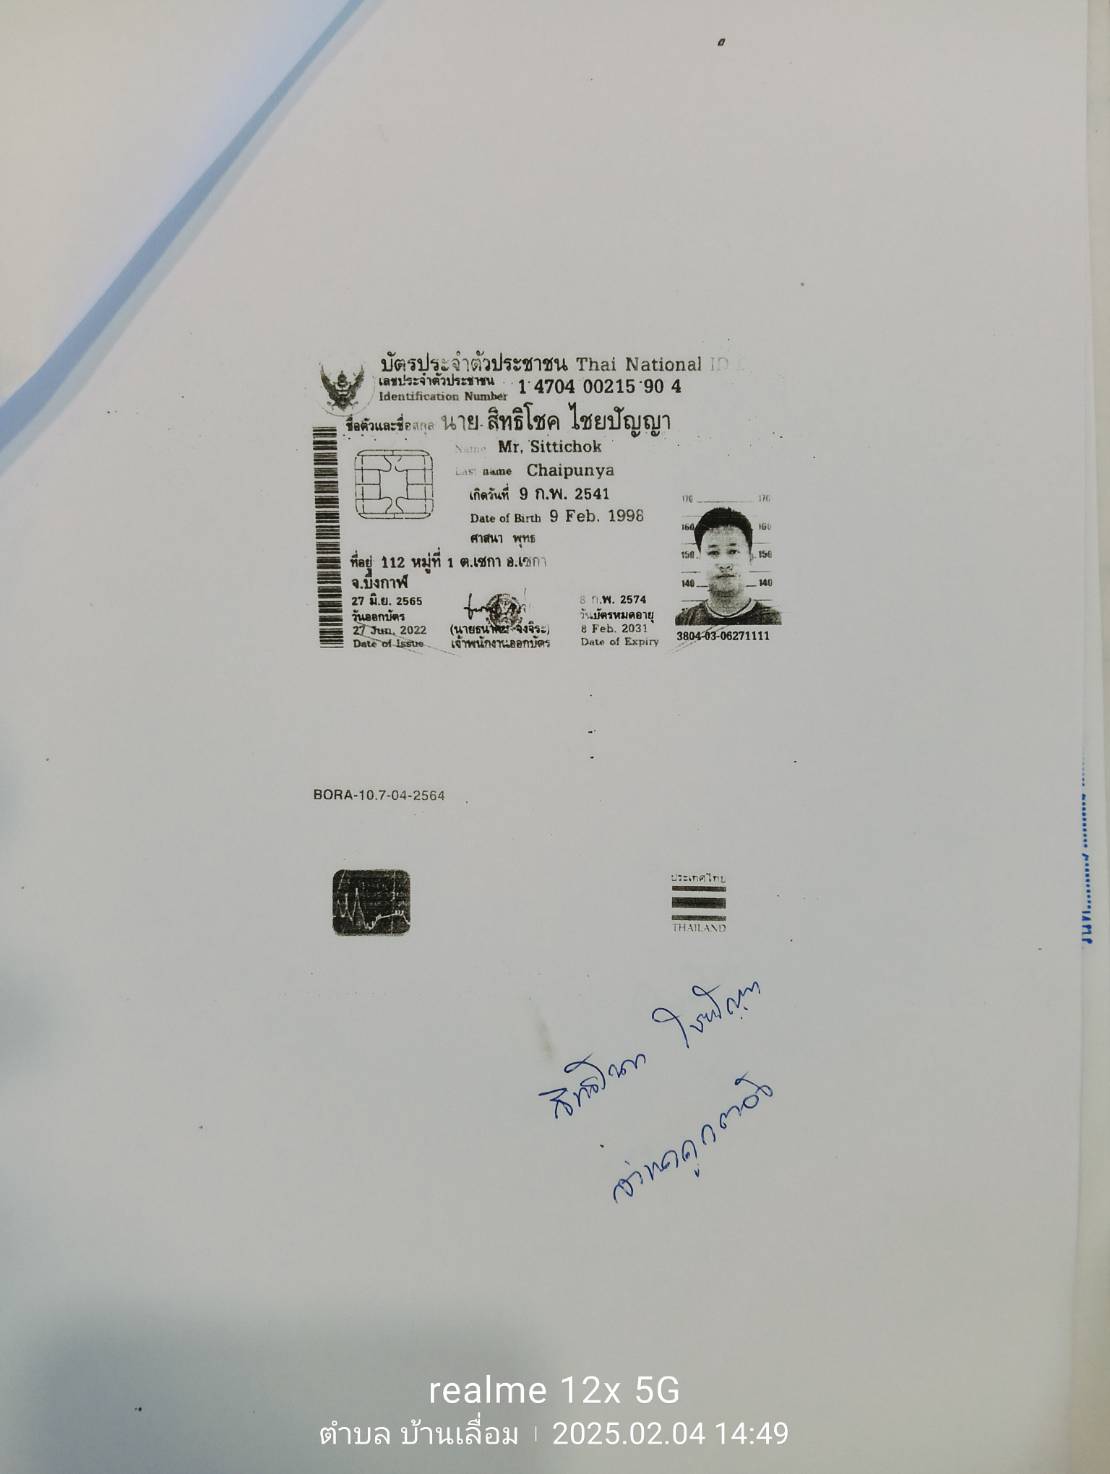 บัตรประจำตัวประชาชน Thai National ID
เลขประจำตัวประชาชน
Identification Number 1 4704 00215 90 4
ชื่อตัวและชื่อสกุล นาย สิทธิโชค ไชยปัญญา
Name Mr. Sittichok
Last name Chaipunya
เกิดวันที่ 9 ก.พ. 2541
Date of Birth 9 Feb. 1998
ศาสนา พุทธ
ที่อยู่ 112 หมู่ที่ 1 ต.เซกา อ.เซกา
จ.บึงกาฬ
27 มิ.ย. 2565
วันออกบัตร
27 Jun. 2022
Date of Issue
เจ้าพนักงานออกบัตร
8 ก.พ. 2574
วันบัตรหมดอายุ
8 Feb. 2031
Date of Expiry
170 170
160 160
150 150
140 140
3804-03-06271111
BORA-10.7-04-2564
ประเทศไทย
THAILAND
สิทธิโชค ไชยปัญญา
สำเนาถูกต้อง
realme 12x 5G
ตำบล บ้านเลื่อม | 2025.02.04 14:49